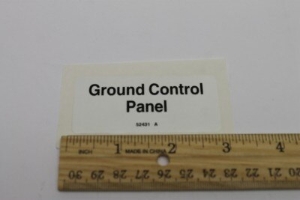 Ground Control
Panel
52431 A
INCH 1 MADE IN CHINA 2 3 4
30 29 28 27 26 25 24 23 22 21 20